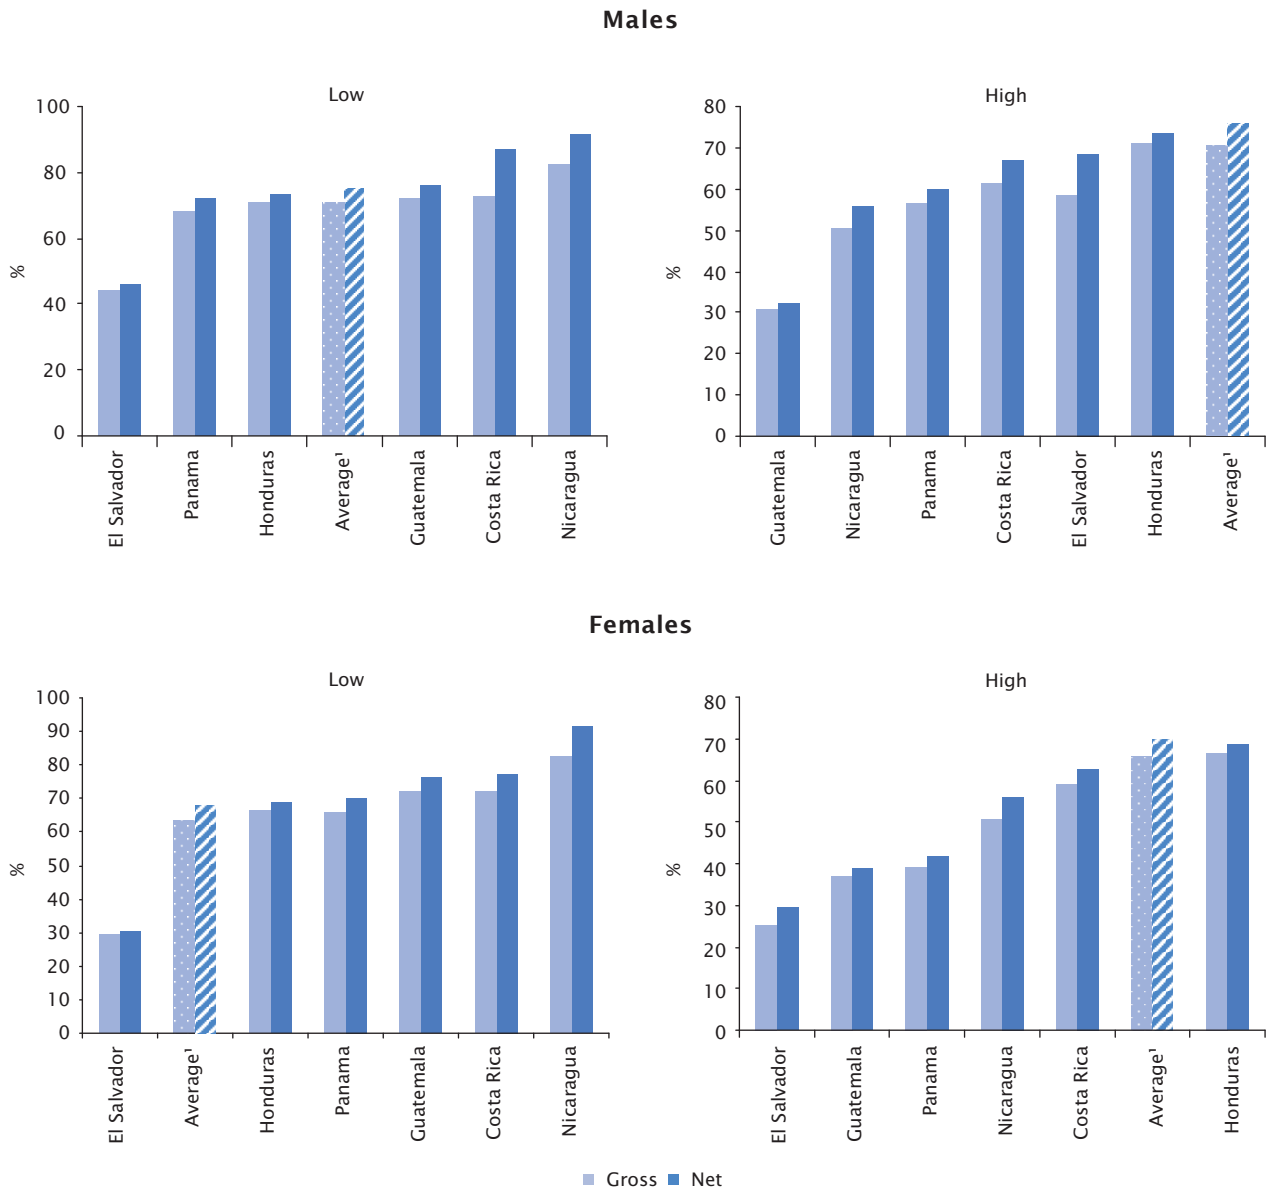 Males
Low
100
80
60
40
20
0
%
El Salvador
Panama
Honduras
Average¹
Guatemala
Costa Rica
Nicaragua
High
80
70
60
50
40
30
20
10
0
%
Guatemala
Nicaragua
Panama
Costa Rica
El Salvador
Honduras
Average¹
Females
Low
100
90
80
70
60
50
40
30
20
10
0
%
El Salvador
Average¹
Honduras
Panama
Guatemala
Costa Rica
Nicaragua
High
80
70
60
50
40
30
20
10
0
%
El Salvador
Guatemala
Panama
Nicaragua
Costa Rica
Average¹
Honduras
Gross Net